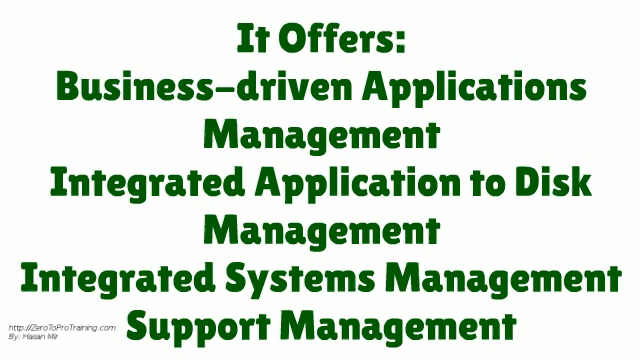 It Offers:
Business-driven Applications
Management
Integrated Application to Disk
Management
Integrated Systems Management
Support Management
http://ZeroToProTraining.com
By: Hasan Mir